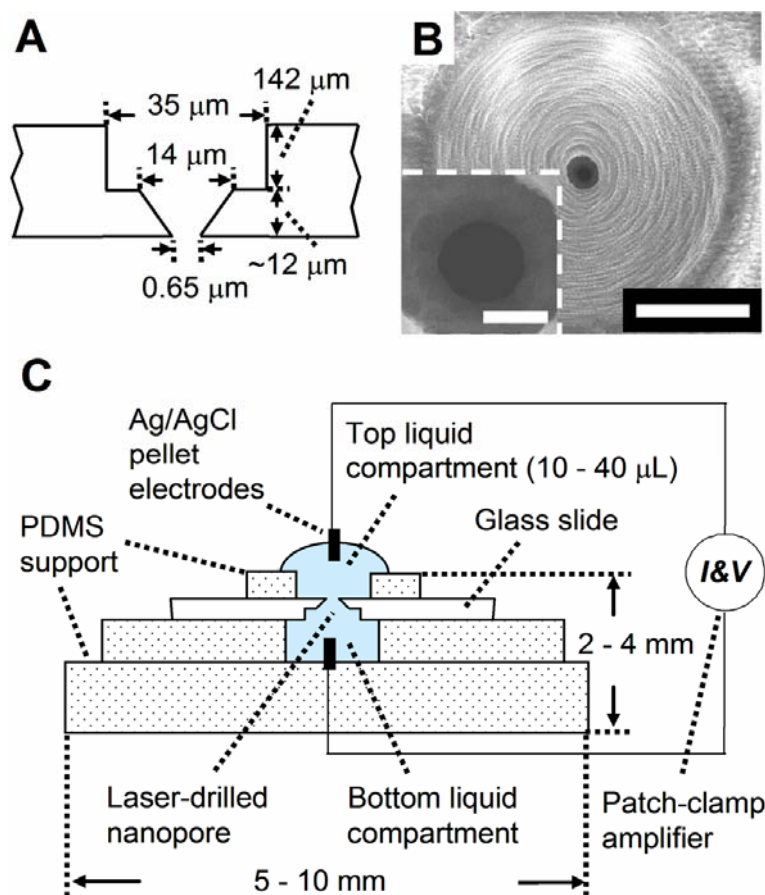 A
142 μm
35 μm
14 μm
~12 μm
0.65 μm
B
C
Ag/AgCl
pellet
electrodes
Top liquid
compartment (10 - 40 μL)
Glass slide
PDMS
support
I&V
2 - 4 mm
Laser-drilled
nanopore
Bottom liquid
compartment
Patch-clamp
amplifier
5 - 10 mm